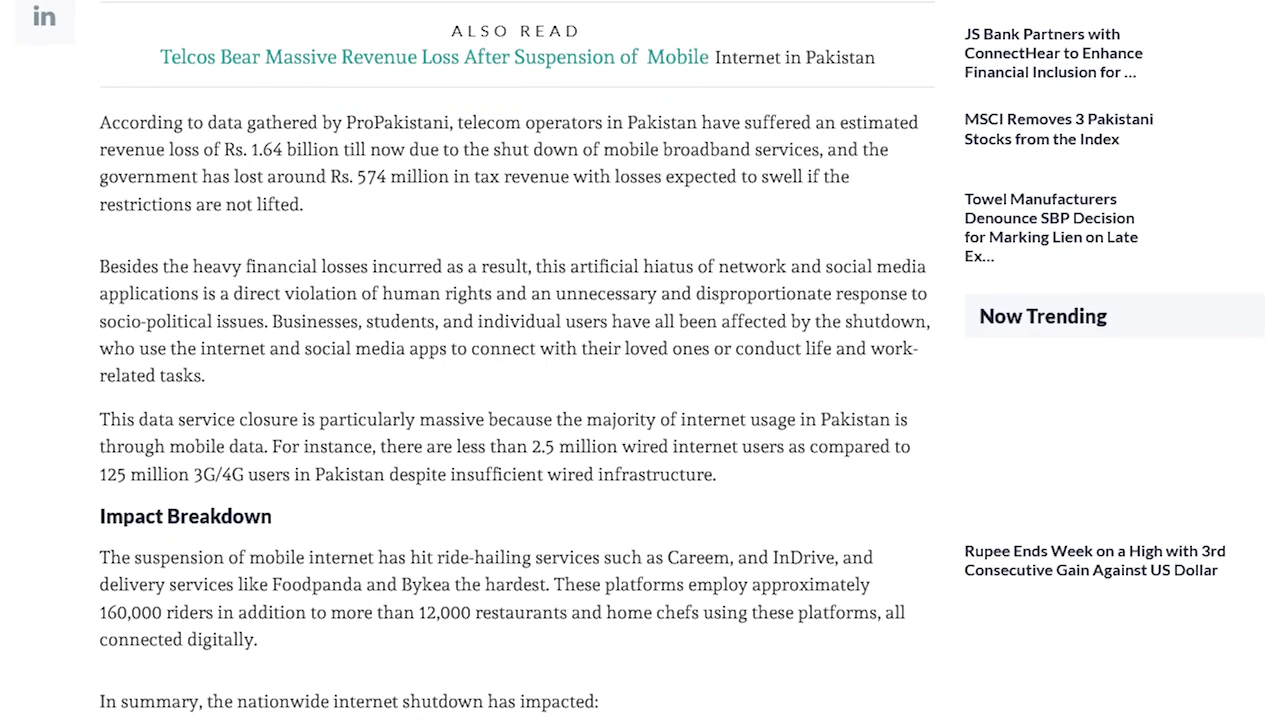 in
ALSO READ
Telcos Bear Massive Revenue Loss After Suspension of Mobile Internet in Pakistan
According to data gathered by ProPakistani, telecom operators in Pakistan have suffered an estimated
revenue loss of Rs. 1.64 billion till now due to the shut down of mobile broadband services, and the
government has lost around Rs. 574 million in tax revenue with losses expected to swell if the
restrictions are not lifted.
Besides the heavy financial losses incurred as a result, this artificial hiatus of network and social media
applications is a direct violation of human rights and an unnecessary and disproportionate response to
socio-political issues. Businesses, students, and individual users have all been affected by the shutdown,
who use the internet and social media apps to connect with their loved ones or conduct life and work-
related tasks.
This data service closure is particularly massive because the majority of internet usage in Pakistan is
through mobile data. For instance, there are less than 2.5 million wired internet users as compared to
125 million 3G/4G users in Pakistan despite insufficient wired infrastructure.
Impact Breakdown
The suspension of mobile internet has hit ride-hailing services such as Careem, and InDrive, and
delivery services like Foodpanda and Bykea the hardest. These platforms employ approximately
160,000 riders in addition to more than 12,000 restaurants and home chefs using these platforms, all
connected digitally.
In summary, the nationwide internet shutdown has impacted:
JS Bank Partners with
ConnectHear to Enhance
Financial Inclusion for ...
MSCI Removes 3 Pakistani
Stocks from the Index
Towel Manufacturers
Denounce SBP Decision
for Marking Lien on Late
Ex...
Now Trending
Rupee Ends Week on a High with 3rd
Consecutive Gain Against US Dollar